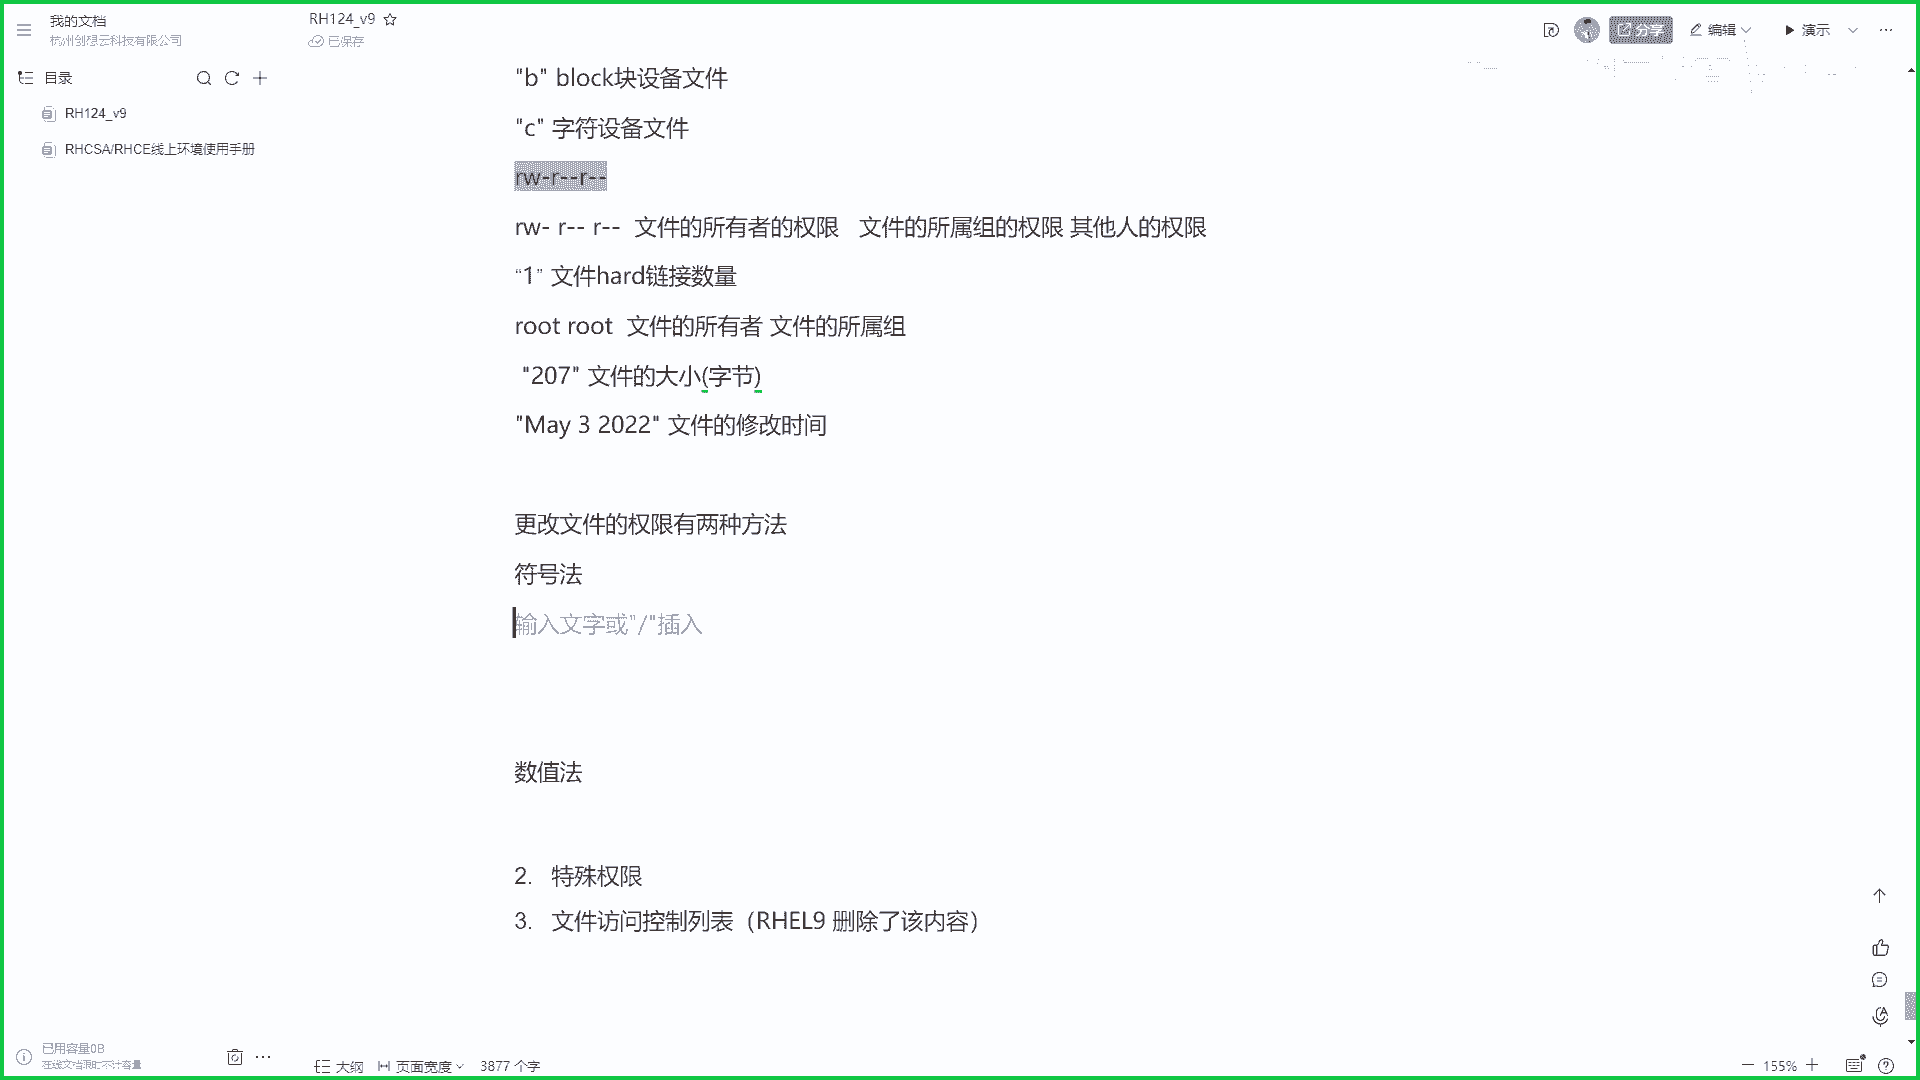 我的文档
杭州创想云科技有限公司
RH124_v9
已保存
分享
编辑
演示
目录
RH124_v9
RHCSA/RHCE线上环境使用手册
"b" block块设备文件
"c" 字符设备文件
rw-r--r--
rw- r-- r-- 文件的所有者的权限 文件的所属组的权限 其他人的权限
“1” 文件hard链接数量
root root 文件的所有者 文件的所属组
"207" 文件的大小(字节)
"May 3 2022" 文件的修改时间
更改文件的权限有两种方法
符号法
输入文字或"/"插入
数值法
2. 特殊权限
3. 文件访问控制列表（RHEL9 删除了该内容）
已用容量0B
在线文档限时不计容量
大纲
页面宽度
3877 个字
155%